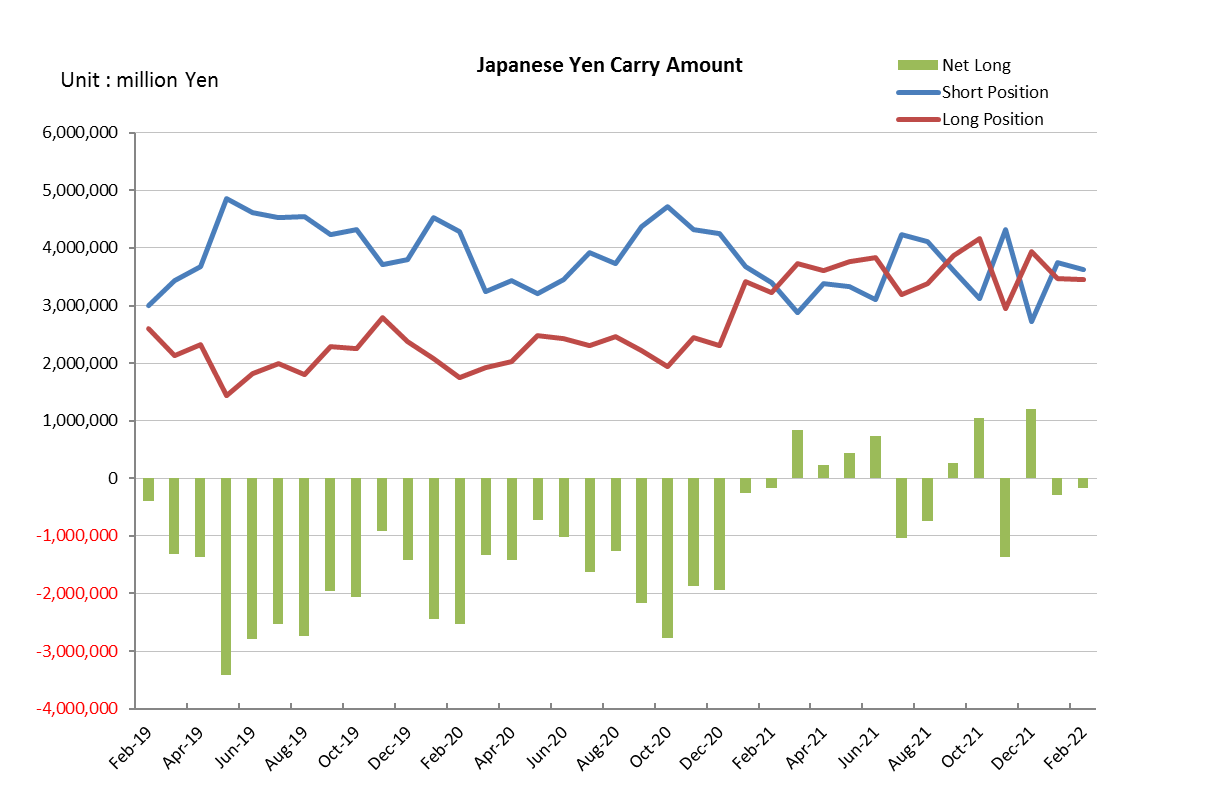 Japanese Yen Carry Amount
Unit : million Yen
Net Long
Short Position
Long Position
6,000,000
5,000,000
4,000,000
3,000,000
2,000,000
1,000,000
0
-1,000,000
-2,000,000
-3,000,000
-4,000,000
Feb-19
Apr-19
Jun-19
Aug-19
Oct-19
Dec-19
Feb-20
Apr-20
Jun-20
Aug-20
Oct-20
Dec-20
Feb-21
Apr-21
Jun-21
Aug-21
Oct-21
Dec-21
Feb-22